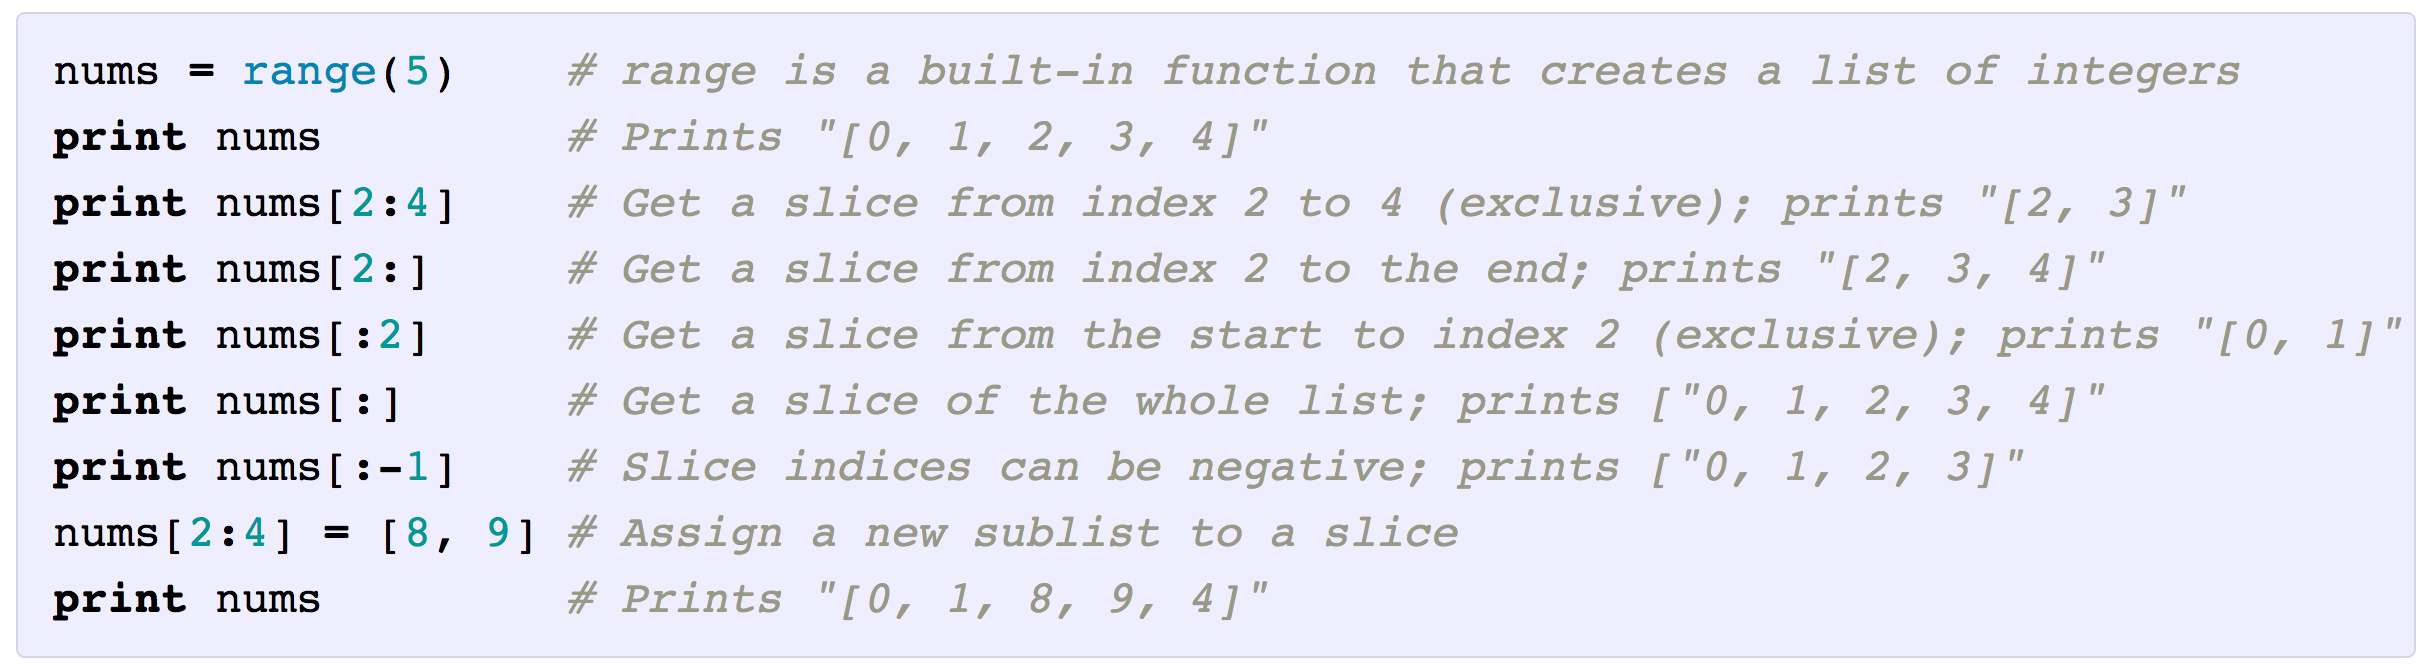 nums = range(5)     # range is a built-in function that creates a list of integers
print nums         # Prints "[0, 1, 2, 3, 4]"
print nums[2:4]    # Get a slice from index 2 to 4 (exclusive); prints "[2, 3]"
print nums[2:]     # Get a slice from index 2 to the end; prints "[2, 3, 4]"
print nums[:2]     # Get a slice from the start to index 2 (exclusive); prints "[0, 1]"
print nums[:]      # Get a slice of the whole list; prints ["0, 1, 2, 3, 4]"
print nums[:-1]    # Slice indices can be negative; prints ["0, 1, 2, 3]"
nums[2:4] = [8, 9] # Assign a new sublist to a slice
print nums         # Prints "[0, 1, 8, 9, 4]"